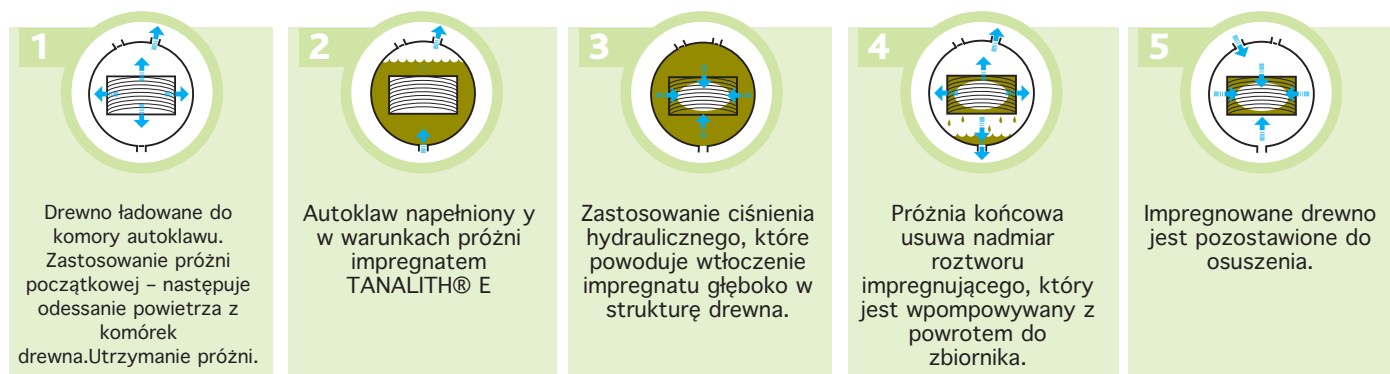 1
Drewno ładowane do
komory autoklawu.
Zastosowanie próżni
początkowej – następuje
odessanie powietrza z
komórek
drewna.Utrzymanie próżni.
2
Autoklaw napełniony y
w warunkach próżni
impregnatem
TANALITH® E
3
Zastosowanie ciśnienia
hydraulicznego, które
powoduje wtłoczenie
impregnatu głęboko w
strukturę drewna.
4
Próżnia końcowa
usuwa nadmiar
roztworu
impregnującego, który
jest wpompowywany z
powrotem do
zbiornika.
5
Impregnowane drewno
jest pozostawione do
osuszenia.